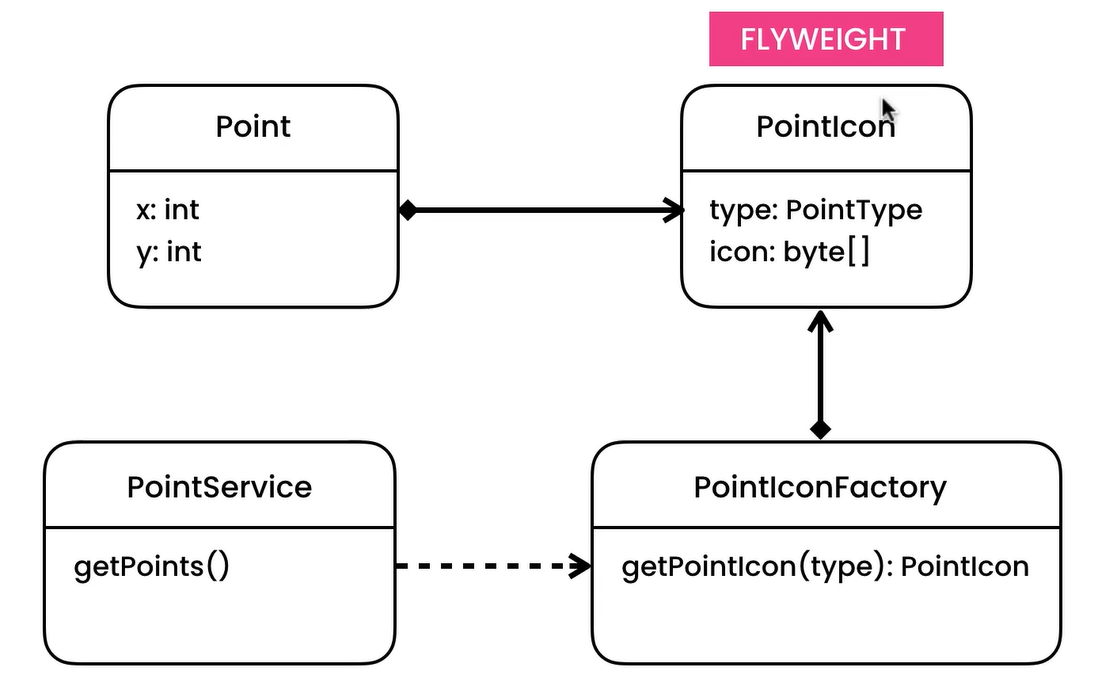 FLYWEIGHT
Point
x: int
y: int
PointIcon
type: PointType
icon: byte[]
PointService
getPoints()
PointIconFactory
getPointIcon(type): PointIcon